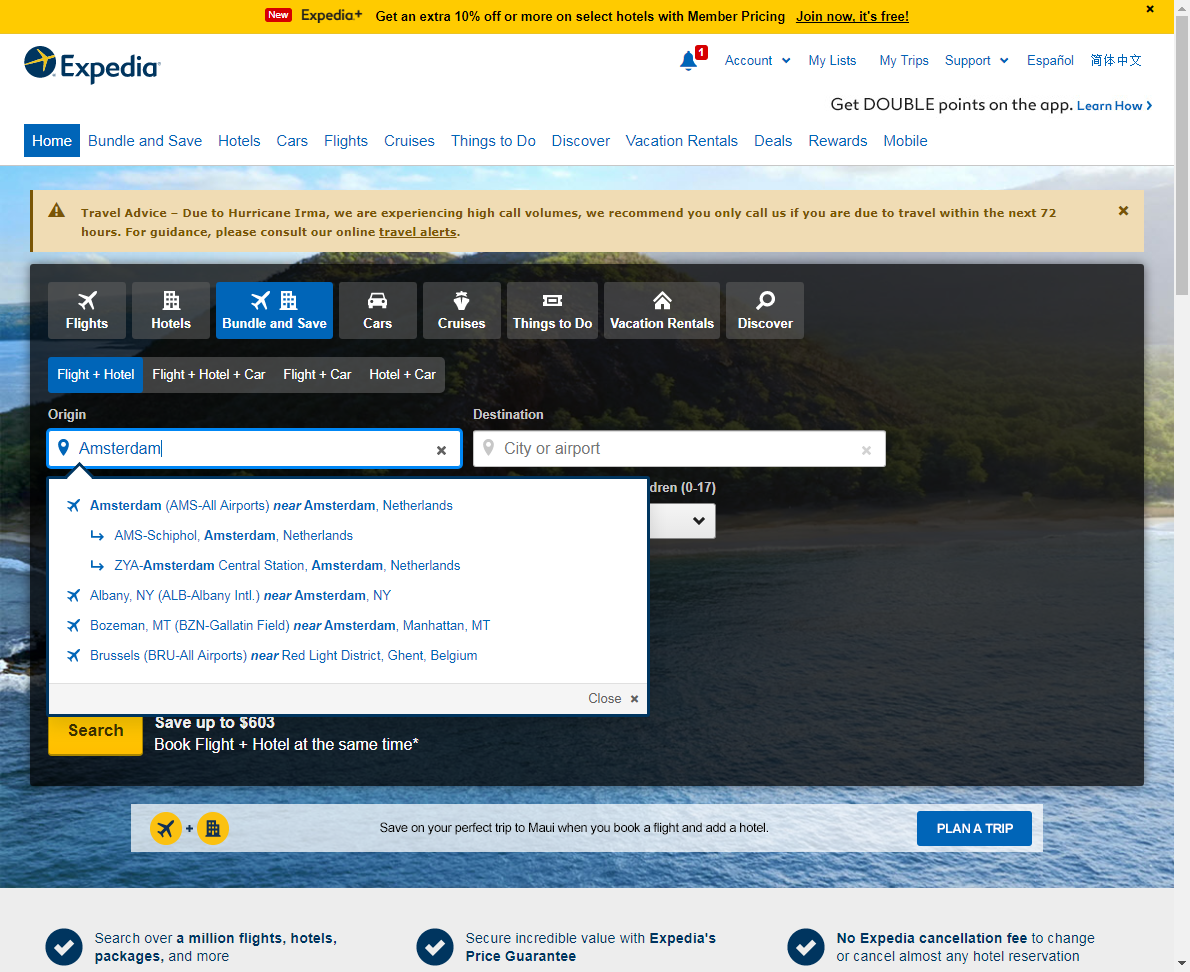 New Expedia+ Get an extra 10% off or more on select hotels with Member Pricing Join now, it's free!
Expedia
1
Account My Lists My Trips Support Español 简体中文
Get DOUBLE points on the app. Learn How
Home Bundle and Save Hotels Cars Flights Cruises Things to Do Discover Vacation Rentals Deals Rewards Mobile
Travel Advice – Due to Hurricane Irma, we are experiencing high call volumes, we recommend you only call us if you are due to travel within the next 72
hours. For guidance, please consult our online travel alerts.
Flights Hotels Bundle and Save Cars Cruises Things to Do Vacation Rentals Discover
Flight + Hotel Flight + Hotel + Car Flight + Car Hotel + Car
Origin Destination
Amsterdam City or airport
dren (0-17)
Amsterdam (AMS-All Airports) near Amsterdam, Netherlands
AMS-Schiphol, Amsterdam, Netherlands
ZYA-Amsterdam Central Station, Amsterdam, Netherlands
Albany, NY (ALB-Albany Intl.) near Amsterdam, NY
Bozeman, MT (BZN-Gallatin Field) near Amsterdam, Manhattan, MT
Brussels (BRU-All Airports) near Red Light District, Ghent, Belgium
Close
Search
Save up to $603
Book Flight + Hotel at the same time*
+ Save on your perfect trip to Maui when you book a flight and add a hotel. PLAN A TRIP
Search over a million flights, hotels,
packages, and more
Secure incredible value with Expedia's
Price Guarantee
No Expedia cancellation fee to change
or cancel almost any hotel reservation